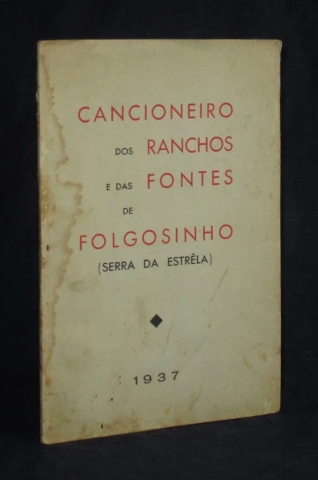 CANCIONEIRO
DOS RANCHOS
E DAS FONTES
DE
FOLGOSINHO
(SERRA DA ESTRÊLA)
1937